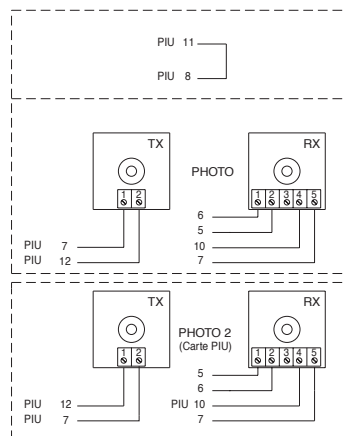 PIU 11
PIU 8
TX
RX
PHOTO
1 2
1 2 3 4 5
6
5
PIU 7
10
PIU 12
7
TX
RX
PHOTO 2
(Carte PIU)
1 2
1 2 3 4 5
5
6
PIU 12
PIU 10
PIU 7
7